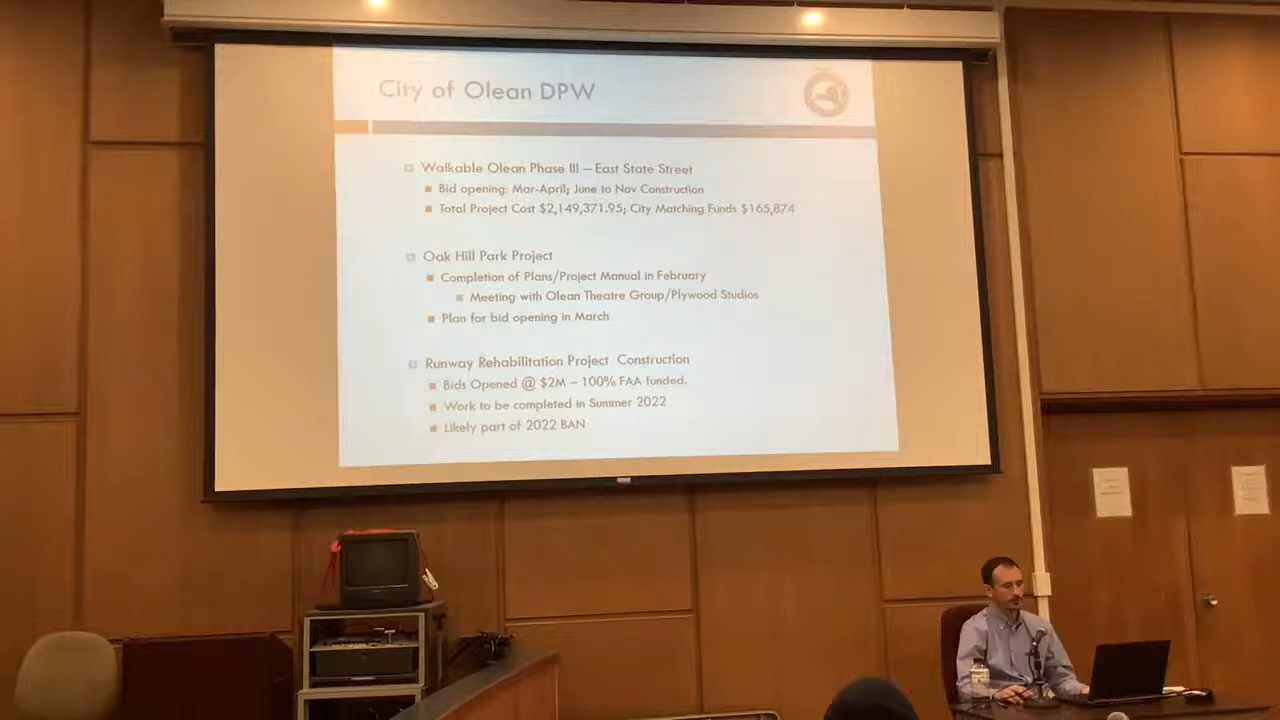 City of Olean DPW
Walkable Olean Phase III – East State Street
Bid opening: Mar-April; June to Nov Construction
Total Project Cost $2,149,371.95; City Matching Funds $165,874
Oak Hill Park Project
Completion of Plans/Project Manual in February
Meeting with Olean Theatre Group/Plywood Studios
Plan for bid opening in March
Runway Rehabilitation Project Construction
Bids Opened @ $2M – 100% FAA funded.
Work to be completed in Summer 2022
Likely part of 2022 BAN